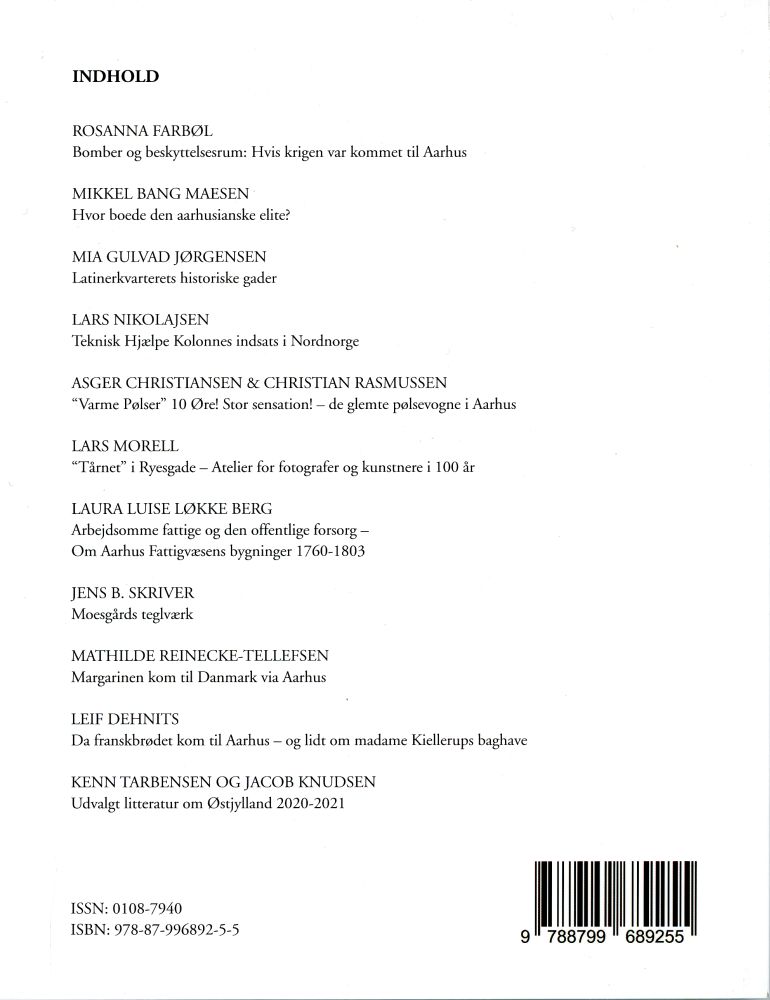 INDHOLD
ROSANNA FARBØL
Bomber og beskyttelsesrum: Hvis krigen var kommet til Aarhus
MIKKEL BANG MAESEN
Hvor boede den aarhusianske elite?
MIA GULVAD JØRGENSEN
Latinerkvarterets historiske gader
LARS NIKOLAJSEN
Teknisk Hjælpe Kolonnes indsats i Nordnorge
ASGER CHRISTIANSEN & CHRISTIAN RASMUSSEN
“Varme Pølser” 10 Øre! Stor sensation! – de glemte pølsevogne i Aarhus
LARS MORELL
“Tårnet” i Ryesgade – Atelier for fotografer og kunstnere i 100 år
LAURA LUISE LØKKE BERG
Arbejdsomme fattige og den offentlige forsorg –
Om Aarhus Fattigvæsens bygninger 1760-1803
JENS B. SKRIVER
Moesgårds teglværk
MATHILDE REINECKE-TELLEFSEN
Margarinen kom til Danmark via Aarhus
LEIF DEHNITS
Da franskbrødet kom til Aarhus – og lidt om madame Kiellerups baghave
KENN TARBENSEN OG JACOB KNUDSEN
Udvalgt litteratur om Østjylland 2020-2021
ISSN: 0108-7940
ISBN: 978-87-996892-5-5
9 788799 689255